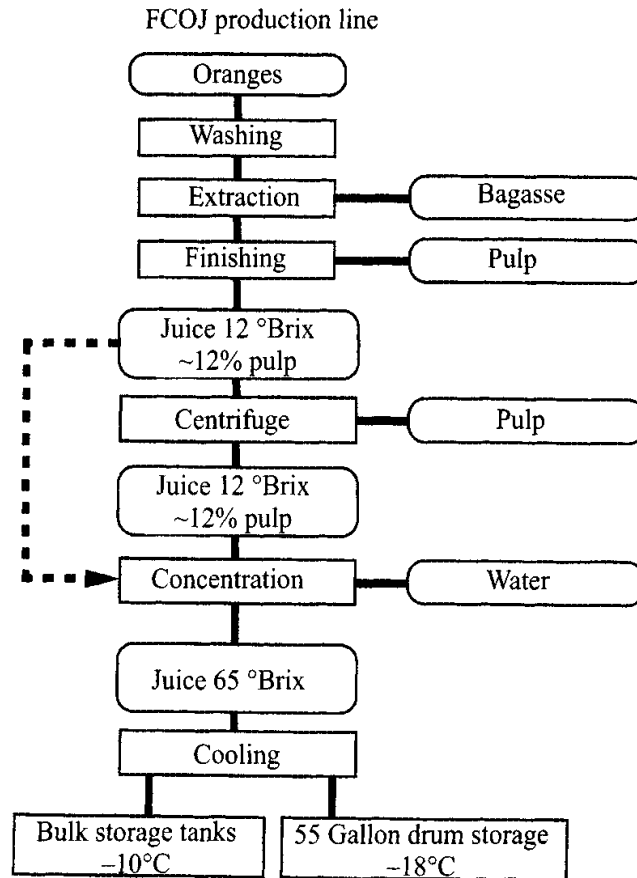 FCOJ production line
Oranges
Washing
Extraction
Bagasse
Finishing
Pulp
Juice 12 °Brix
~12% pulp
Centrifuge
Pulp
Juice 12 °Brix
~12% pulp
Concentration
Water
Juice 65 °Brix
Cooling
Bulk storage tanks
–10°C
55 Gallon drum storage
–18°C